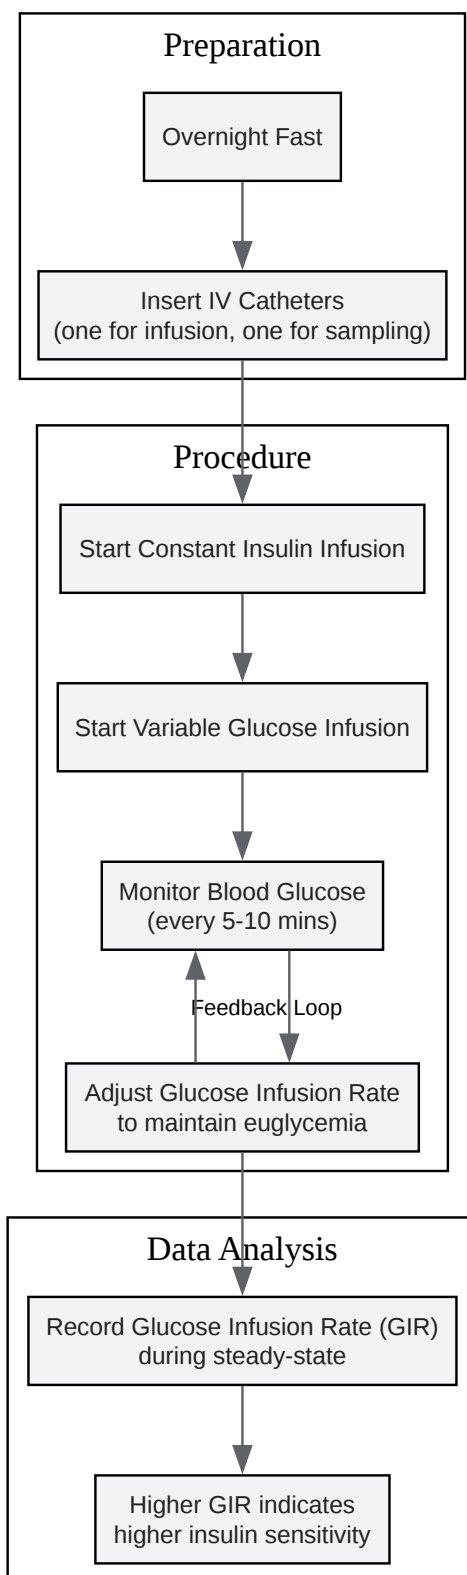 Preparation
Overnight Fast
Insert IV Catheters
(one for infusion, one for sampling)
Procedure
Start Constant Insulin Infusion
Start Variable Glucose Infusion
Monitor Blood Glucose
(every 5-10 mins)
Feedback Loop
Adjust Glucose Infusion Rate
to maintain euglycemia
Data Analysis
Record Glucose Infusion Rate (GIR)
during steady-state
Higher GIR indicates
higher insulin sensitivity